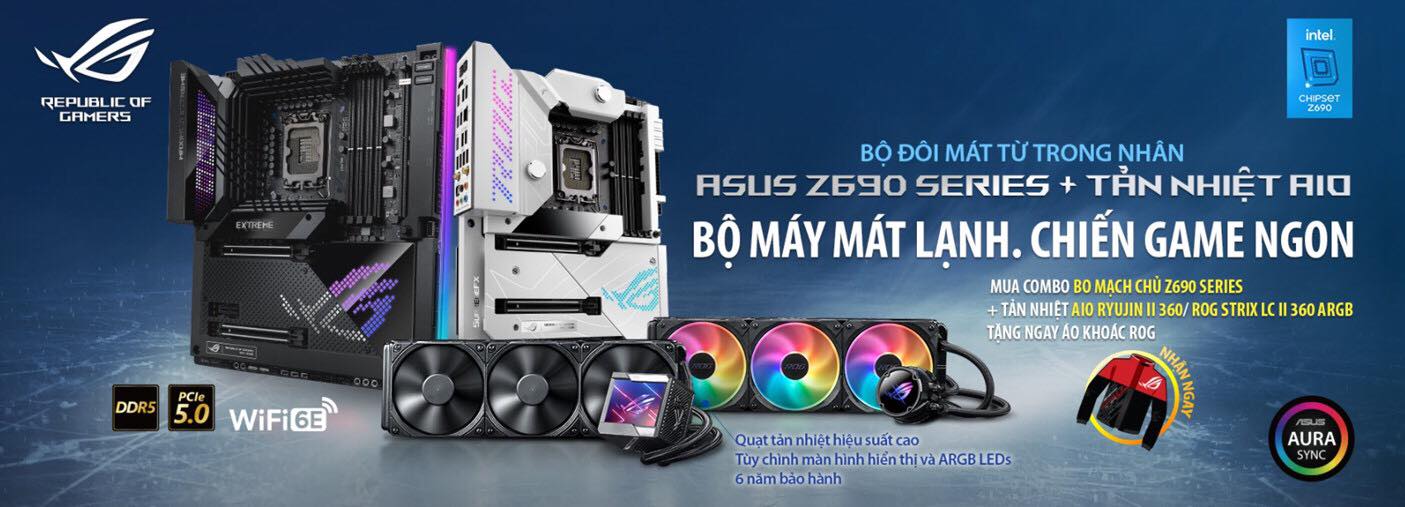 REPUBLIC OF
GAMERS
intel.
CHIPSET
Z690
BỘ ĐÔI MÁT TỪ TRONG NHÂN
ASUS Z690 SERIES + TẢN NHIỆT AIO
BỘ MÁY MÁT LẠNH. CHIẾN GAME NGON
MUA COMBO BO MẠCH CHỦ Z690 SERIES
+ TẢN NHIỆT AIO RYUJIN II 360/ ROG STRIX LC II 360 ARGB
TẶNG NGAY ÁO KHOÁC ROG
NHẬN NGAY
EXTREME
SUPREMEFX
DDR5
PCIe
5.0
WiFi 6E
Quạt tản nhiệt hiệu suất cao
Tùy chỉnh màn hình hiển thị và ARGB LEDs
6 năm bảo hành
ASUS
AURA
SYNC